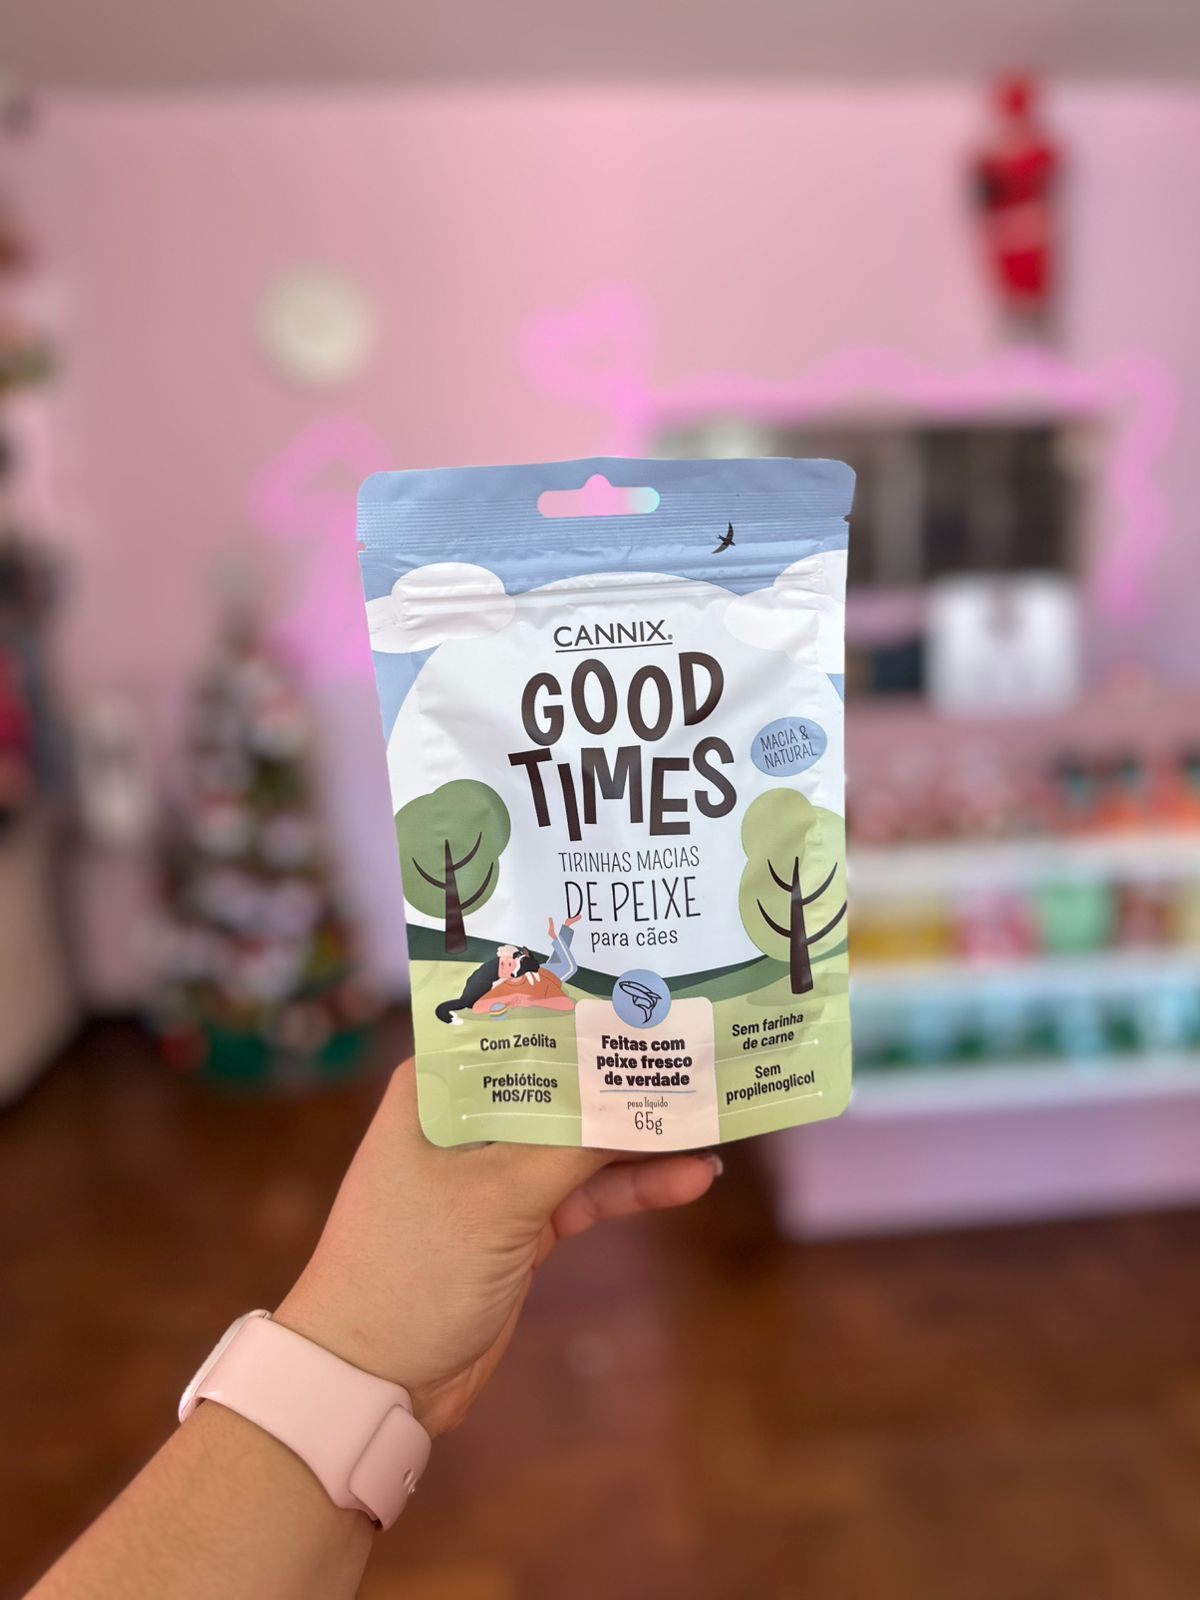 CANNIX®
GOOD
TIMES
MACIA &
NATURAL
TIRINHAS MACIAS
DE PEIXE
para cães
Com Zeólita
Prebióticos
MOS/FOS
Feitas com
peixe fresco
de verdade
peso líquido
65g
Sem farinha
de carne
Sem
propilenoglicol